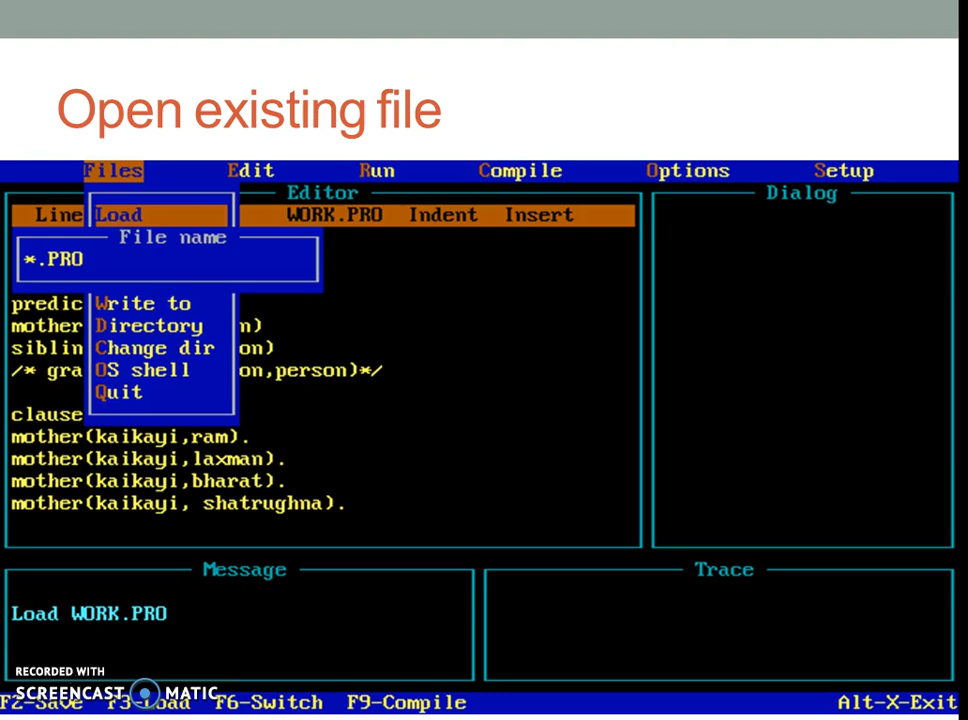 Open existing file
Files Edit Run Compile Options Setup
Editor
Dialog
Line Load WORK.PRO Indent Insert
File name
*.PRO
predic Write to
mother Directory n)
siblin Change dir on)
/* gra OS shell on,person)*/
Quit
clause
mother(kaikayi,ram).
mother(kaikayi,laxman).
mother(kaikayi,bharat).
mother(kaikayi, shatrughna).
Message
Trace
Load WORK.PRO
RECORDED WITH
SCREENCAST MATIC
F2-Save F3-Load F6-Switch F9-Compile Alt-X-Exit